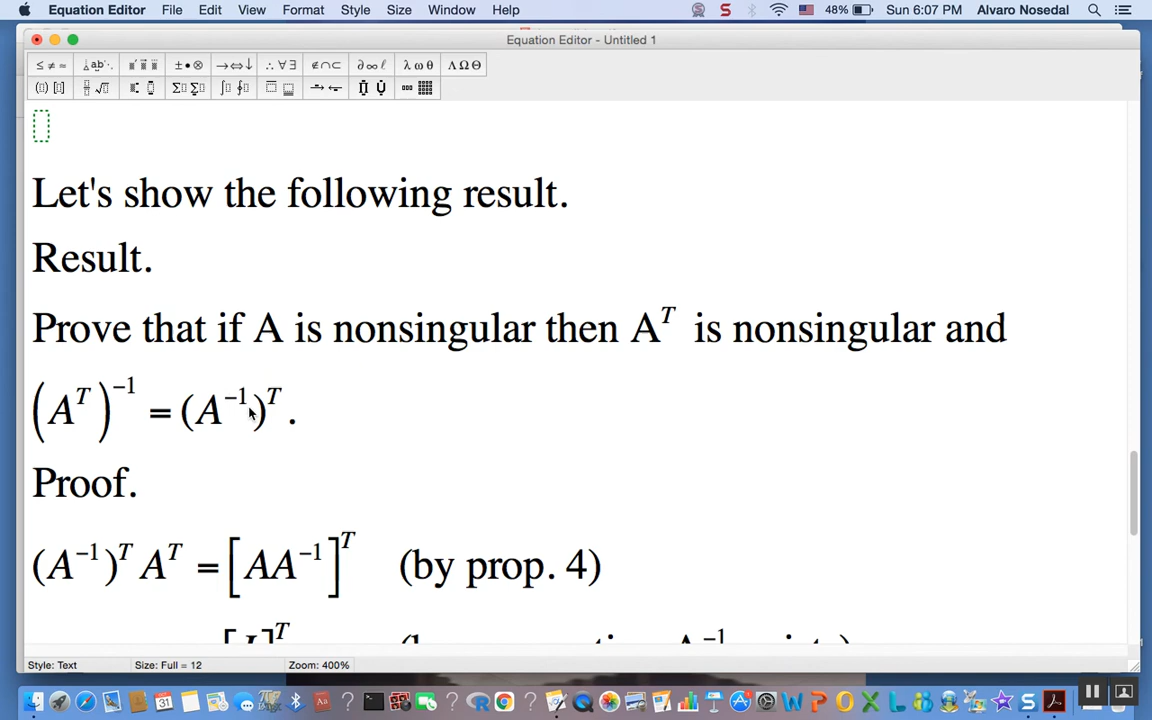 Equation Editor File Edit View Format Style Size Window Help 48% Sun 6:07 PM Alvaro Nosedal
Equation Editor - Untitled 1
Let's show the following result.
Result.
Prove that if A is nonsingular then A^T is nonsingular and
(A^T)^−1 = (A^−1)^T.
Proof.
(A^−1)^T A^T = [AA^−1]^T (by prop. 4)
Style: Text Size: Full = 12 Zoom: 400%